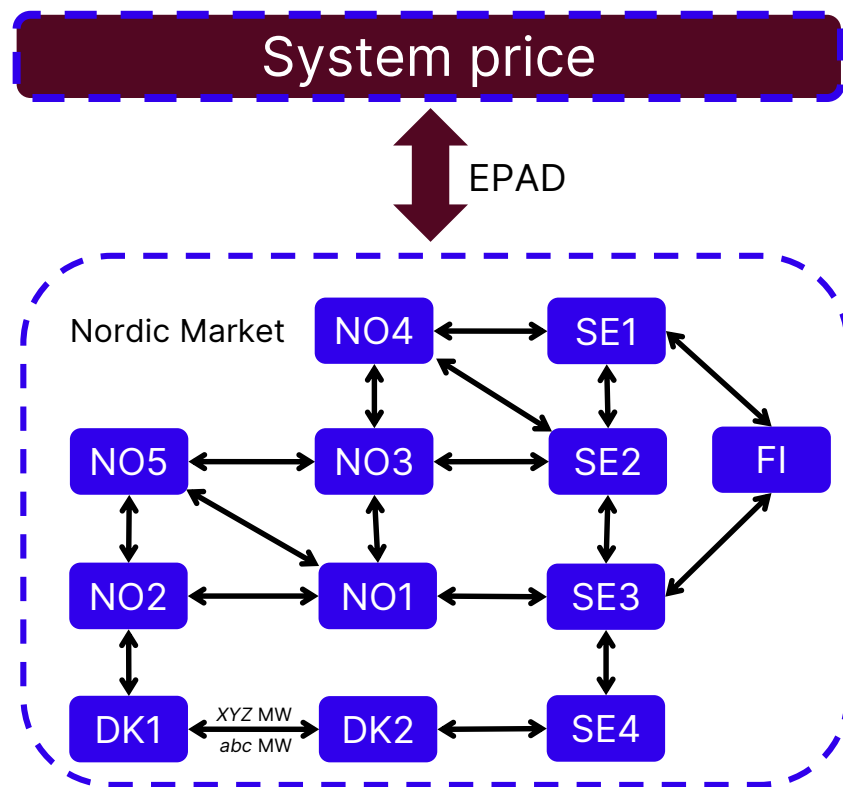 System price
EPAD
Nordic Market
NO4
SE1
NO5
NO3
SE2
FI
NO2
NO1
SE3
DK1
XYZ MW
abc MW
DK2
SE4